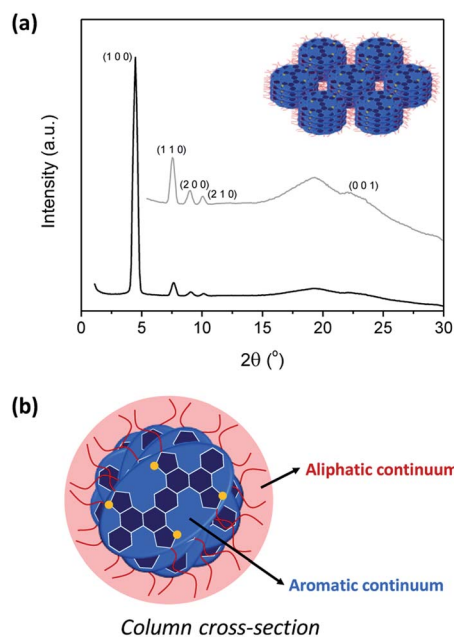 (a)
(1 0 0)
(1 1 0)
(2 0 0)
(2 1 0)
(0 0 1)
Intensity (a.u.)
0 5 10 15 20 25 30
2θ (°)
(b)
Aliphatic continuum
Aromatic continuum
Column cross-section